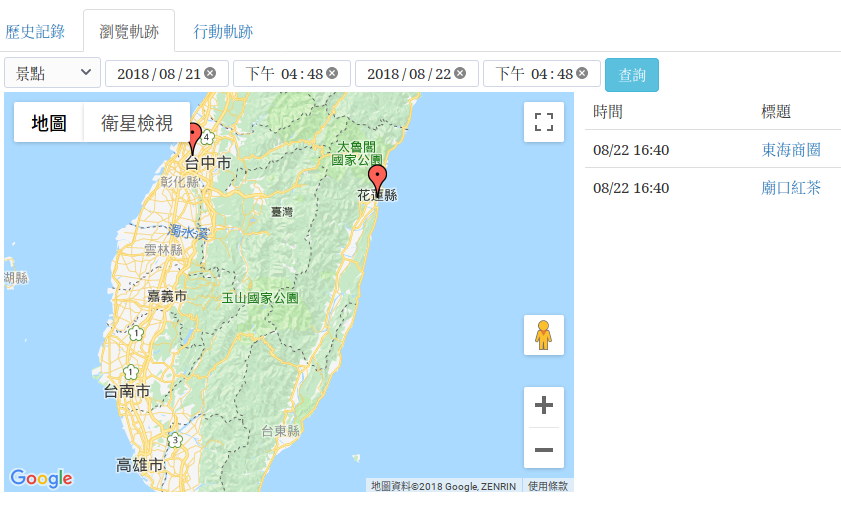 歷史記錄 瀏覽軌跡 行動軌跡
景點 2018/08/21 下午 04:48 2018/08/22 下午 04:48 查詢
地圖 衛星檢視
時間 標題
08/22 16:40 東海商圈
08/22 16:40 廟口紅茶
4
太魯閣
國家公園
台中市
彰化縣
花蓮縣
臺灣
濁水溪
雲林縣
湖縣
嘉義市
玉山國家公園
1
1
台南市
台東縣
3
高雄市
Google
地圖資料©2018 Google, ZENRIN 使用條款